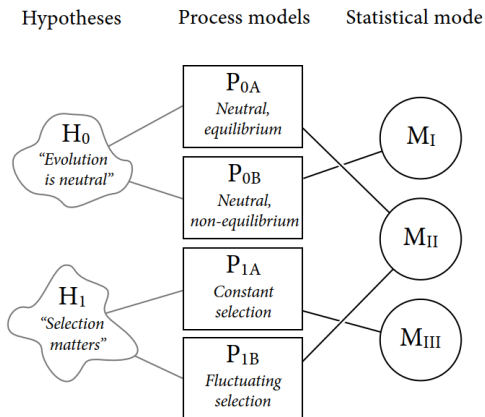 Hypotheses Process models Statistical mode
P0A
Neutral,
equilibrium
H0
“Evolution
is neutral”
MI
P0B
Neutral,
non-equilibrium
MII
P1A
Constant
selection
H1
“Selection
matters”
MIII
P1B
Fluctuating
selection